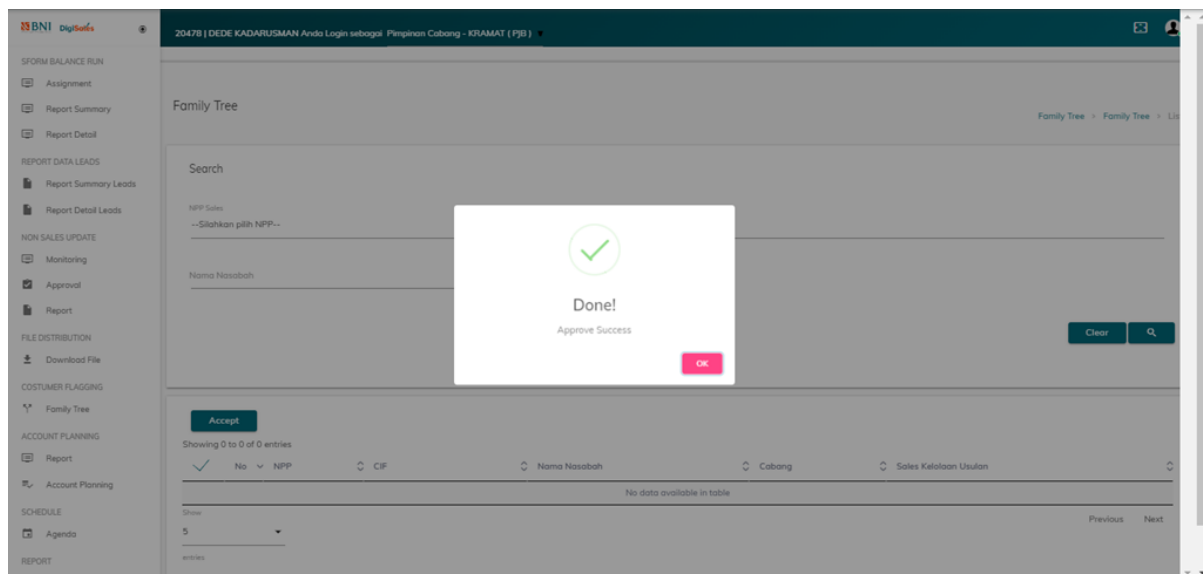 BNI DigiSales
20478 | DEDE KADARUSMAN Anda Login sebagai Pimpinan Cabang - KRAMAT ( PJB )
SFORM BALANCE RUN
Assignment
Report Summary
Report Detail
REPORT DATA LEADS
Report Summary Leads
Report Detail Leads
NON SALES UPDATE
Monitoring
Approval
Report
FILE DISTRIBUTION
Download File
COSTUMER FLAGGING
Family Tree
ACCOUNT PLANNING
Report
Account Planning
SCHEDULE
Agenda
REPORT
Family Tree
Family Tree > Family Tree > Lis
Search
NPP Sales
--Silahkan pilih NPP--
Nama Nasabah
Done!
Approve Success
OK
Clear
Accept
Showing 0 to 0 of 0 entries
No NPP CIF Nama Nasabah Cabang Sales Kelolaan Usulan
No data available in table
Show
5
entries
Previous Next